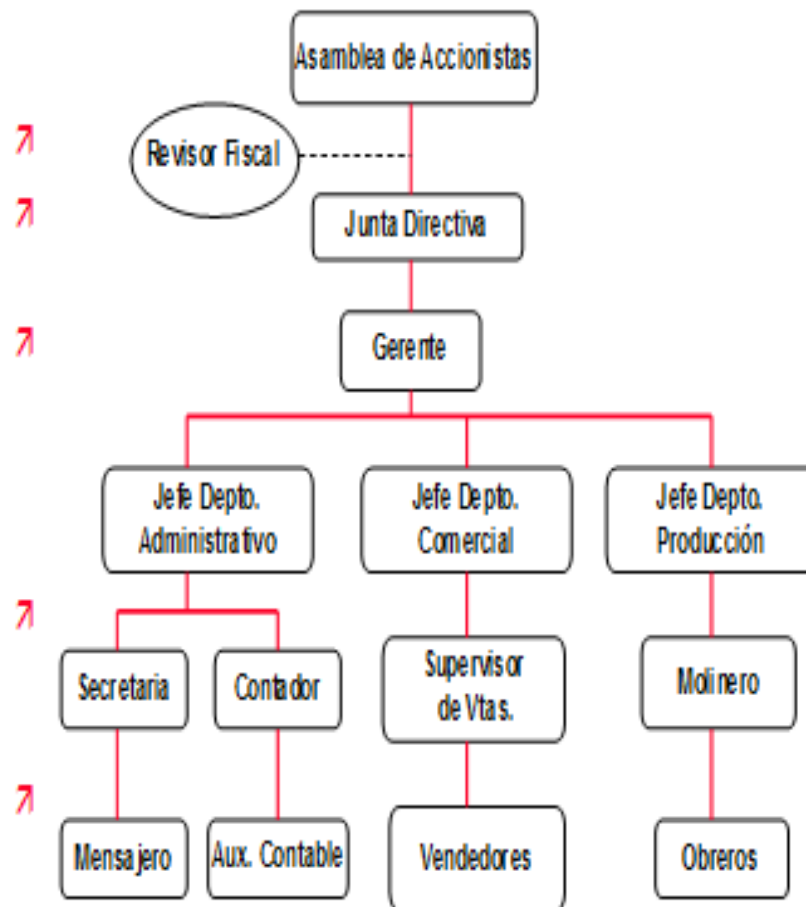 Asamblea de Accionistas
Revisor Fiscal
Junta Directiva
Gerente
Jefe Depto.
Administrativo
Jefe Depto.
Comercial
Jefe Depto.
Producción
Secretaria
Contador
Supervisor
de Vtas.
Molinero
Mensajero
Aux. Contable
Vendedores
Obreros